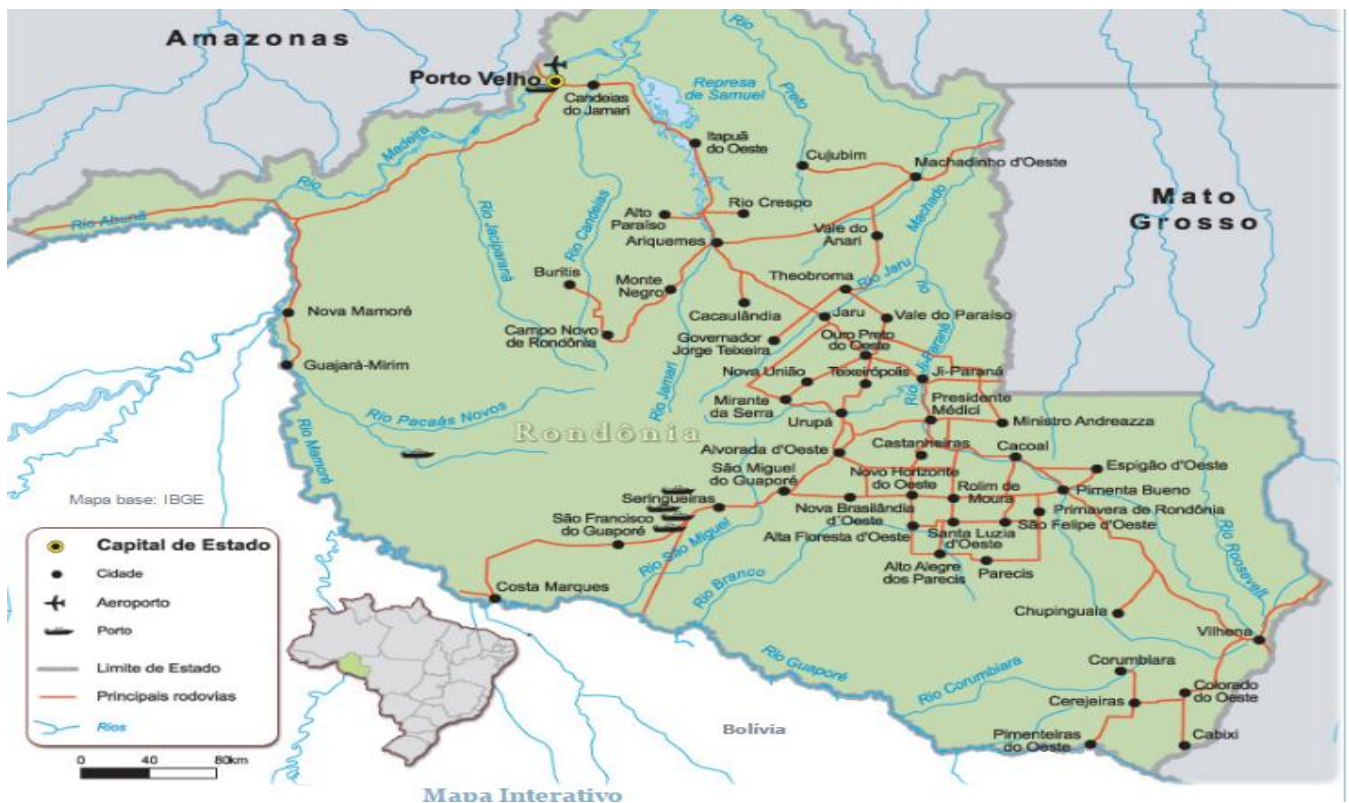 Amazonas
Porto Velho
Candeias
do Jamari
Represa
de Samuel
Rio
Preto
Itapuã
do Oeste
Cujubim
Machadinho d'Oeste
Mato
Grosso
Rio
Madeira
Rio Abunã
Rio Jaciparaná
Rio Candeias
Alto
Paraíso
Rio Crespo
Ariquemes
Vale do
Anari
Machado
Rio Jaru
Theobroma
Buritis
Monte
Negro
Cacaulândia
Jaru
Vale do Paraíso
Nova Mamoré
Campo Novo
de Rondônia
Governador
Jorge Teixeira
Ouro Preto
do Oeste
ou
Rio
Ji-Paraná
Guajará-Mirim
Rio Jamari
Nova União
Teixeirópolis
Ji-Paraná
Mirante
da Serra
Presidente
Médici
Urupá
Ministro Andreazza
Rio Pacaás Novos
Rio Mamoré
Rondônia
Alvorada d'Oeste
Castanheiras
Cacoal
Espigão d'Oeste
São Miguel
do Guaporé
Novo Horizonte
do Oeste
Rolim de
Moura
Pimenta Bueno
Seringueiras
Nova Brasilândia
d'Oeste
Primavera de Rondônia
São Francisco
do Guaporé
São Felipe d'Oeste
Alta Floresta d'Oeste
Santa Luzia
d'Oeste
Rio São Miguel
Rio Branco
Alto Alegre
dos Parecis
Parecis
Rio Roosevelt
Costa Marques
Chupinguaia
Vilhena
Rio Guaporé
Rio Corumbiara
Corumbiara
Cerejeiras
Colorado
do Oeste
Pimenteiras
do Oeste
Cabixi
Bolívia
Mapa base: IBGE
Capital de Estado
Cidade
Aeroporto
Porto
Limite de Estado
Principais rodovias
Rios
0 40 80km
Mapa Interativo